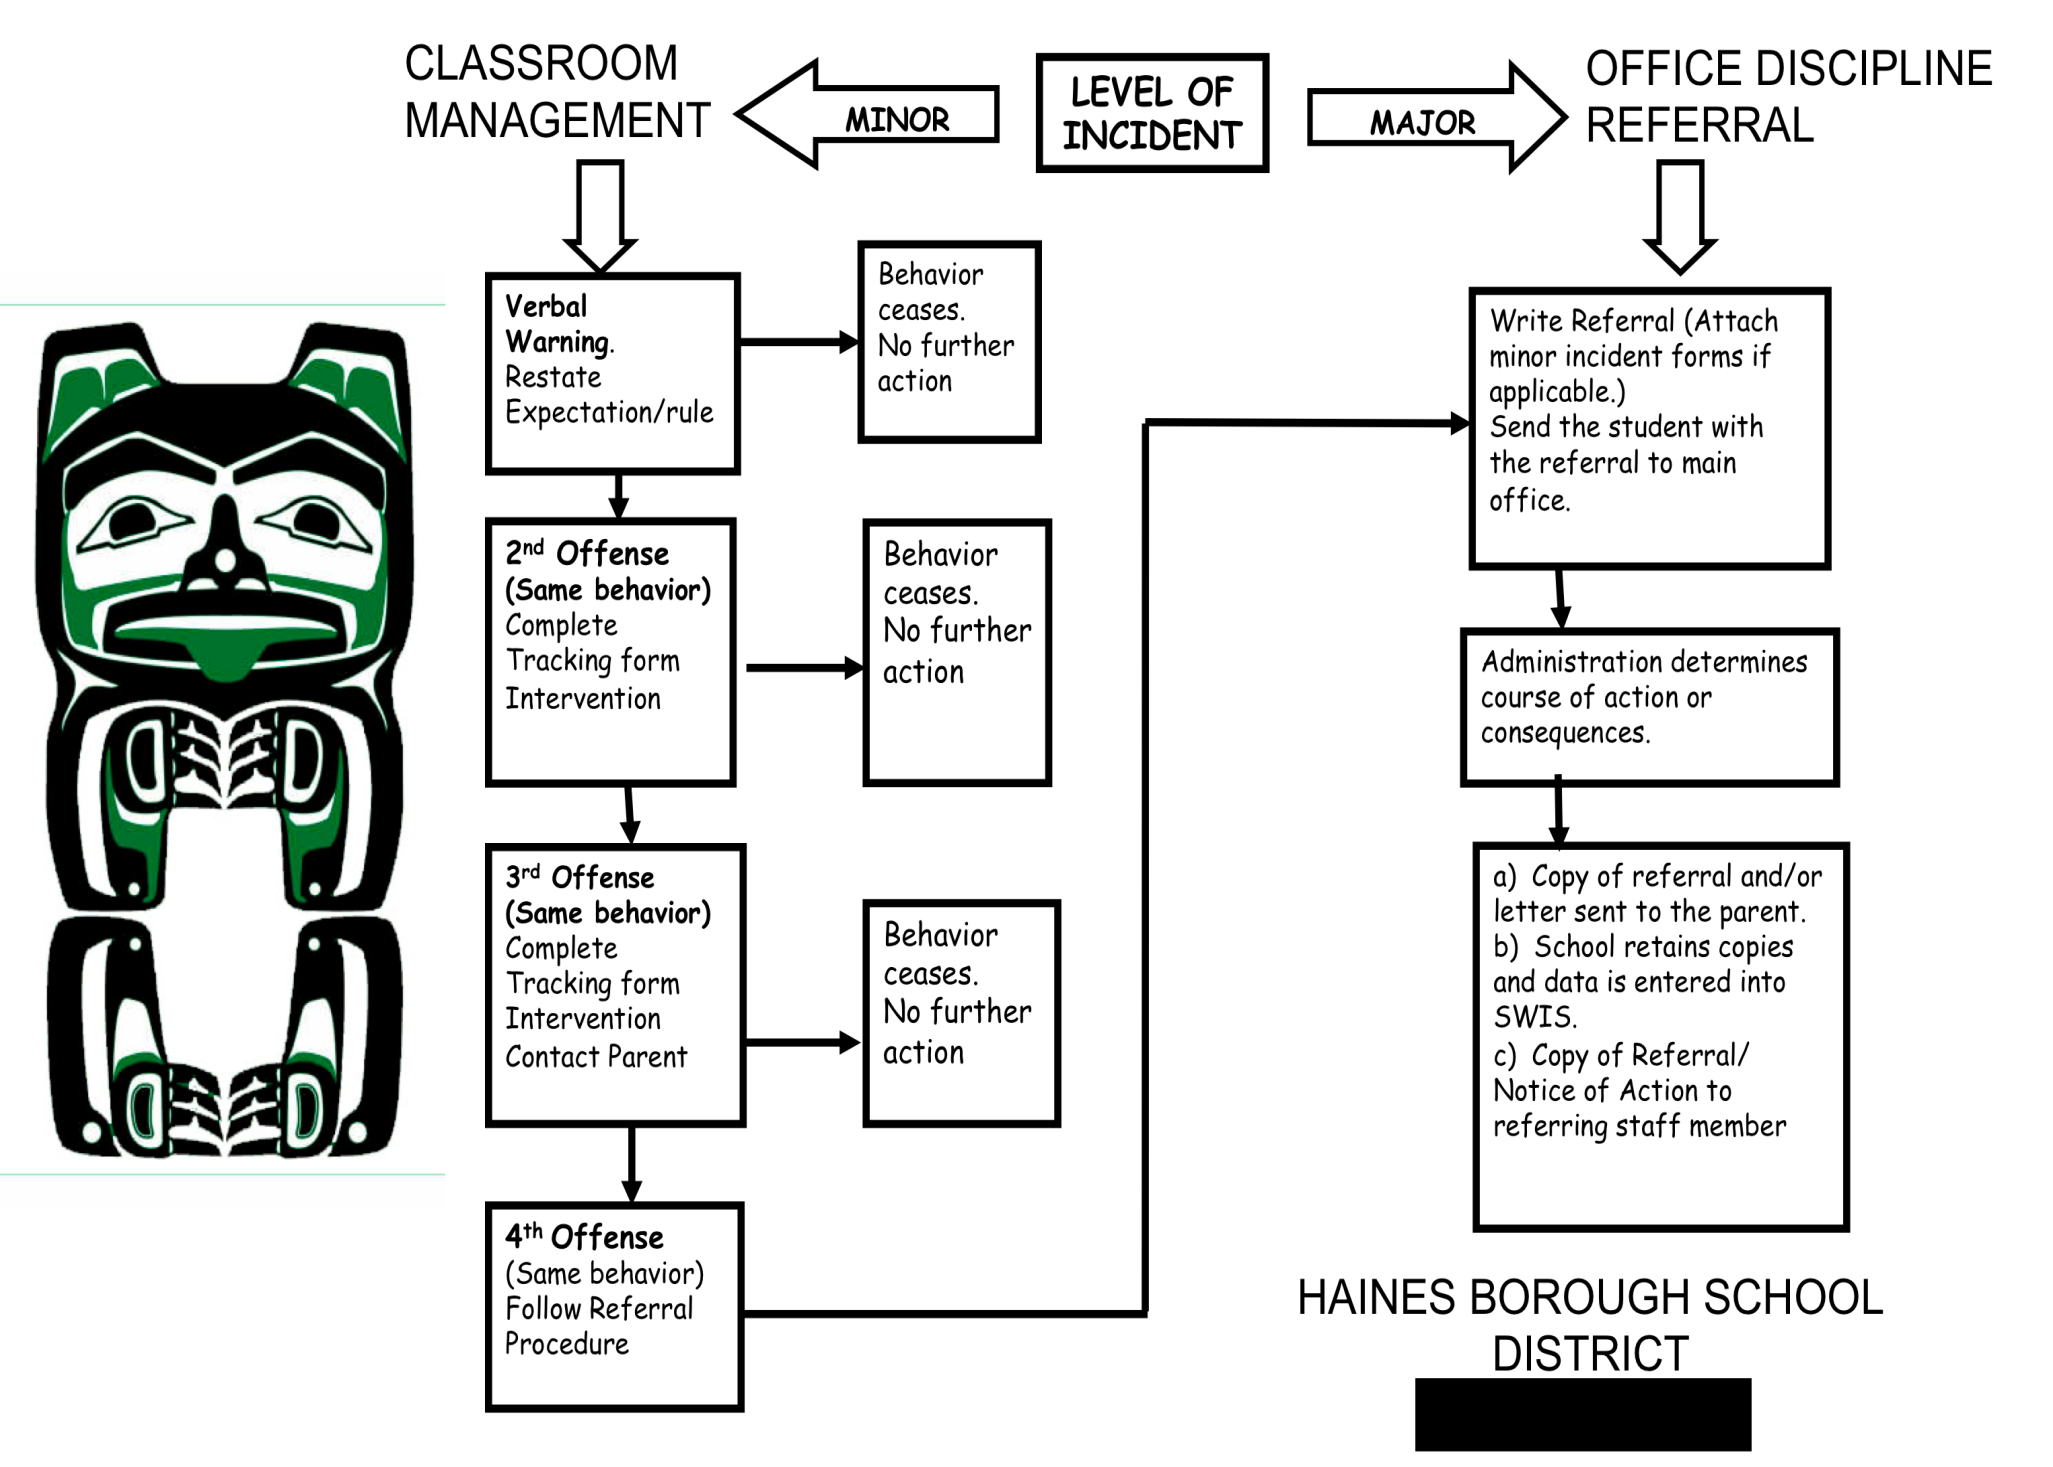 CLASSROOM
MANAGEMENT
MINOR
LEVEL OF
INCIDENT
MAJOR
OFFICE DISCIPLINE
REFERRAL
Verbal
Warning.
Restate
Expectation/rule
Behavior
ceases.
No further
action
2nd Offense
(Same behavior)
Complete
Tracking form
Intervention
Behavior
ceases.
No further
action
3rd Offense
(Same behavior)
Complete
Tracking form
Intervention
Contact Parent
Behavior
ceases.
No further
action
4th Offense
(Same behavior)
Follow Referral
Procedure
Write Referral (Attach
minor incident forms if
applicable.)
Send the student with
the referral to main
office.
Administration determines
course of action or
consequences.
a) Copy of referral and/or
letter sent to the parent.
b) School retains copies
and data is entered into
SWIS.
c) Copy of Referral/
Notice of Action to
referring staff member
HAINES BOROUGH SCHOOL
DISTRICT